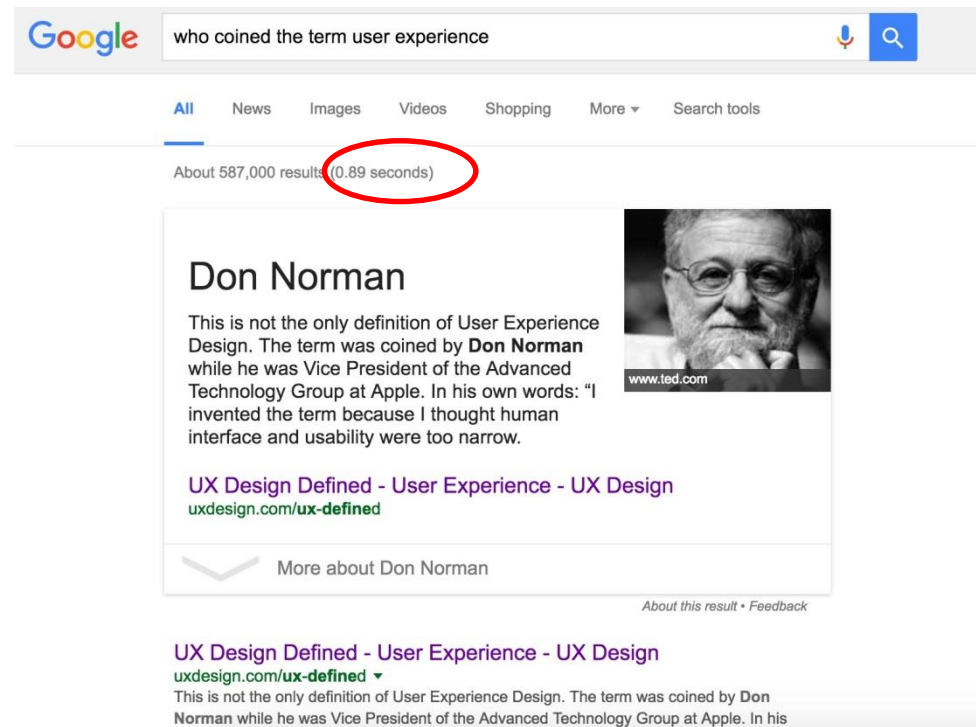 Google
who coined the term user experience
All News Images Videos Shopping More Search tools
About 587,000 results (0.89 seconds)
Don Norman
This is not the only definition of User Experience
Design. The term was coined by Don Norman
while he was Vice President of the Advanced
Technology Group at Apple. In his own words: “I
invented the term because I thought human
interface and usability were too narrow.
www.ted.com
UX Design Defined - User Experience - UX Design
uxdesign.com/ux-defined
More about Don Norman
About this result • Feedback
UX Design Defined - User Experience - UX Design
uxdesign.com/ux-defined
This is not the only definition of User Experience Design. The term was coined by Don
Norman while he was Vice President of the Advanced Technology Group at Apple. In his